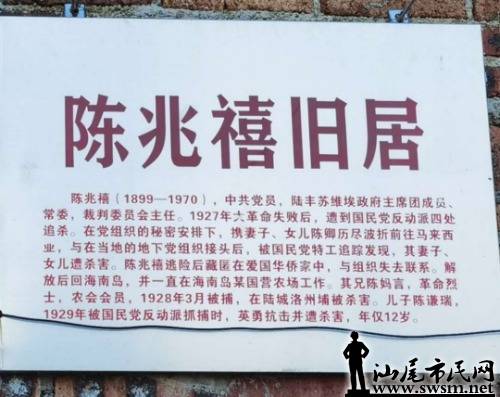 陈兆禧旧居
陈兆禧（1899—1970），中共党员，陆丰苏维埃政府主席团成员、
常委，裁判委员会主任。1927年大革命失败后，遭到国民党反动派四处
追杀。在党组织的秘密安排下，携妻子、女儿陈卿历尽波折前往马来西
亚，与在当地的地下党组织接头后，被国民党特工追踪发现，其妻子、
女儿遭杀害。陈兆禧逃险后藏匿在爱国华侨家中，与组织失去联系。解
放后回海南岛，并一直在海南岛某国营农场工作。其兄陈妈言，革命烈
士，农会会员，1928年3月被捕，在陆城洛州埔被杀害。儿子陈谦瑞，
1929年被国民党反动派抓捕时，英勇抗击并遭杀害，年仅12岁。
汕尾市民网
www.swsm.net